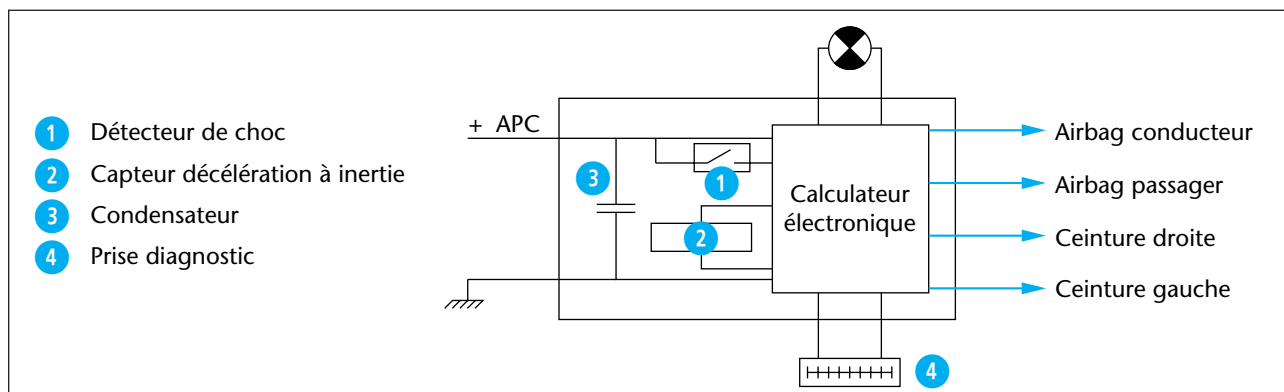 1 Détecteur de choc
2 Capteur décélération à inertie
3 Condensateur
4 Prise diagnostic
+ APC
3
1
2
Calculateur
électronique
4
Airbag conducteur
Airbag passager
Ceinture droite
Ceinture gauche